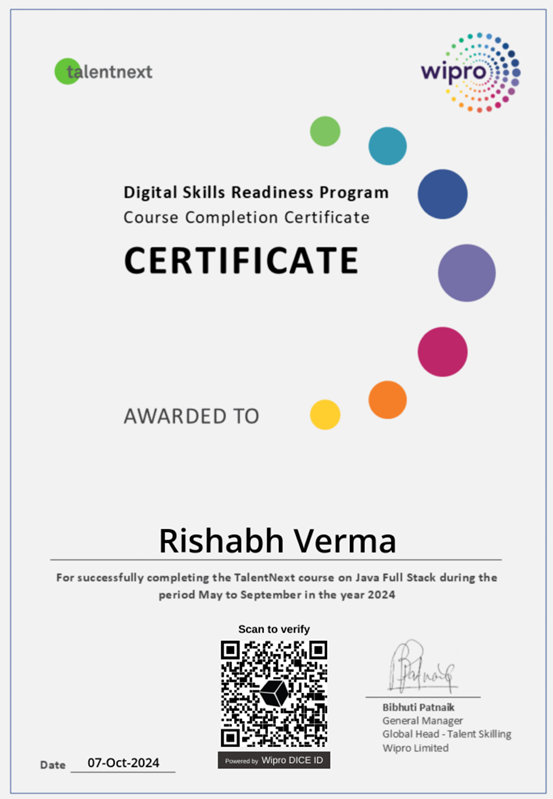 talentnext
wipro
Digital Skills Readiness Program
Course Completion Certificate
CERTIFICATE
AWARDED TO
Rishabh Verma
For successfully completing the TalentNext course on Java Full Stack during the
period May to September in the year 2024
Scan to verify
Powered by Wipro DICE ID
Bibhuti Patnaik
General Manager
Global Head - Talent Skilling
Wipro Limited
Date 07-Oct-2024